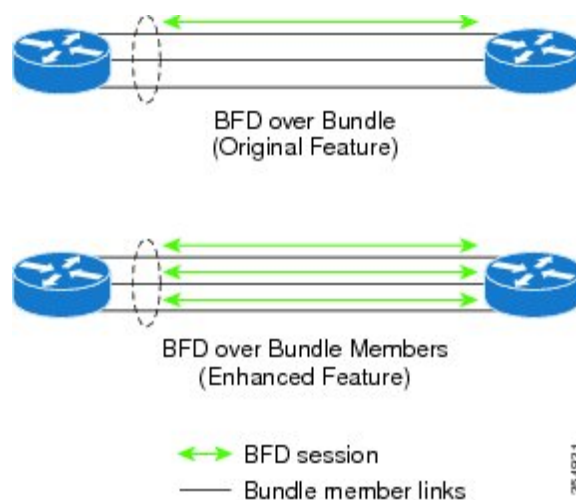 BFD over Bundle
(Original Feature)
BFD over Bundle Members
(Enhanced Feature)
BFD session
Bundle member links